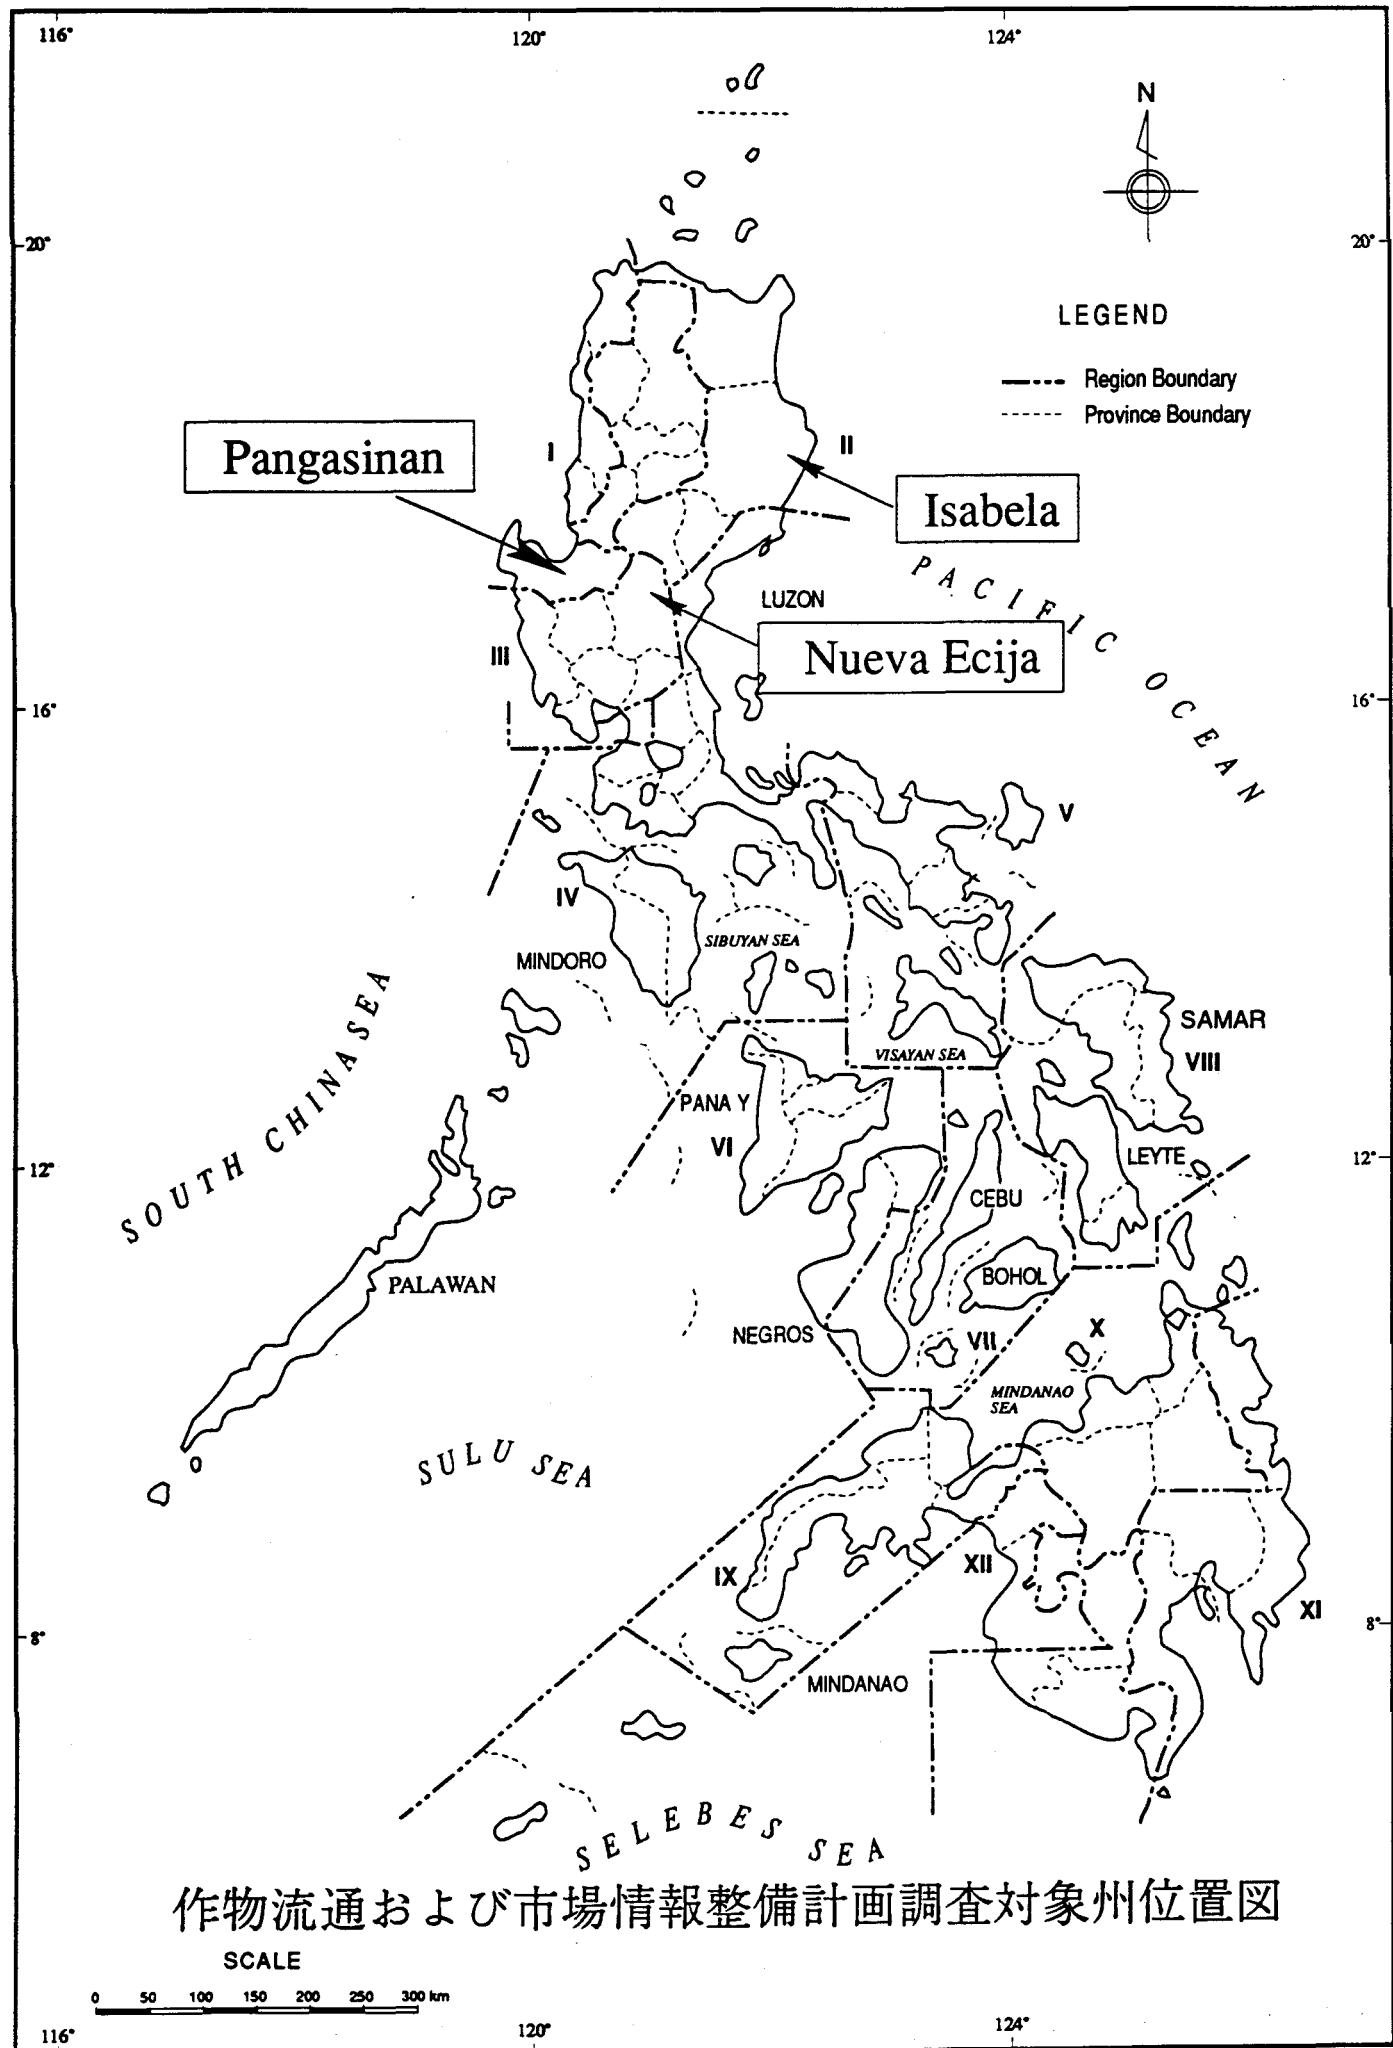 116°
120°
124°
N
20°
20°
LEGEND
Region Boundary
Province Boundary
Pangasinan
I
II
Isabela
PACIFIC OCEAN
LUZON
Nueva Ecija
III
16°
16°
V
IV
SIBUYAN SEA
MINDORO
SAMAR
VISAYAN SEA
VIII
SOUTH CHINA SEA
PANAY
VI
LEYTE
12°
12°
CEBU
BOHOL
PALAWAN
NEGROS
VII
X
MINDANAO
SEA
SULU SEA
IX
XII
XI
8°
8°
MINDANAO
SELEBES SEA
作物流通および市場情報整備計画調査対象州位置図
SCALE
0 50 100 150 200 250 300 km
116°
120°
124°